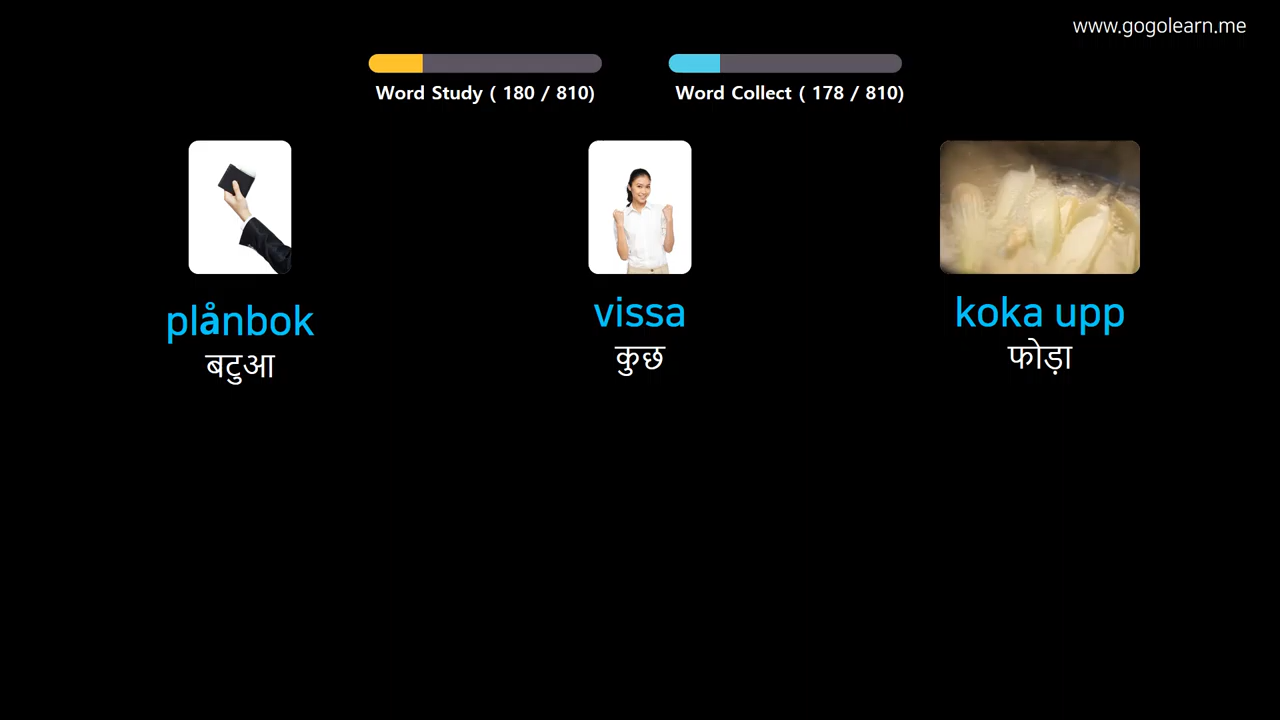 www.gogolearn.me
Word Study ( 180 / 810)
Word Collect ( 178 / 810)
plånbok
बटुआ
vissa
कुछ
koka upp
फोड़ा